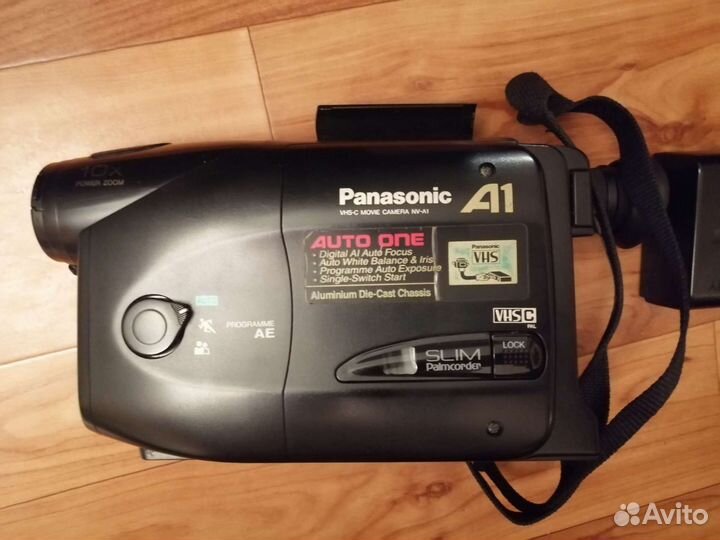 10x
POWER ZOOM
Panasonic A1
VHS-C MOVIE CAMERA NV-A1
AUTO ONE
• Digital AI Auto Focus
• Auto White Balance & Iris
• Programme Auto Exposure
• Single-Switch Start
Aluminium Die-Cast Chassis
Panasonic
VHS
VHS C
PAL
PROGRAMME
AE
SLIM
Palmcorder
LOCK
Avito